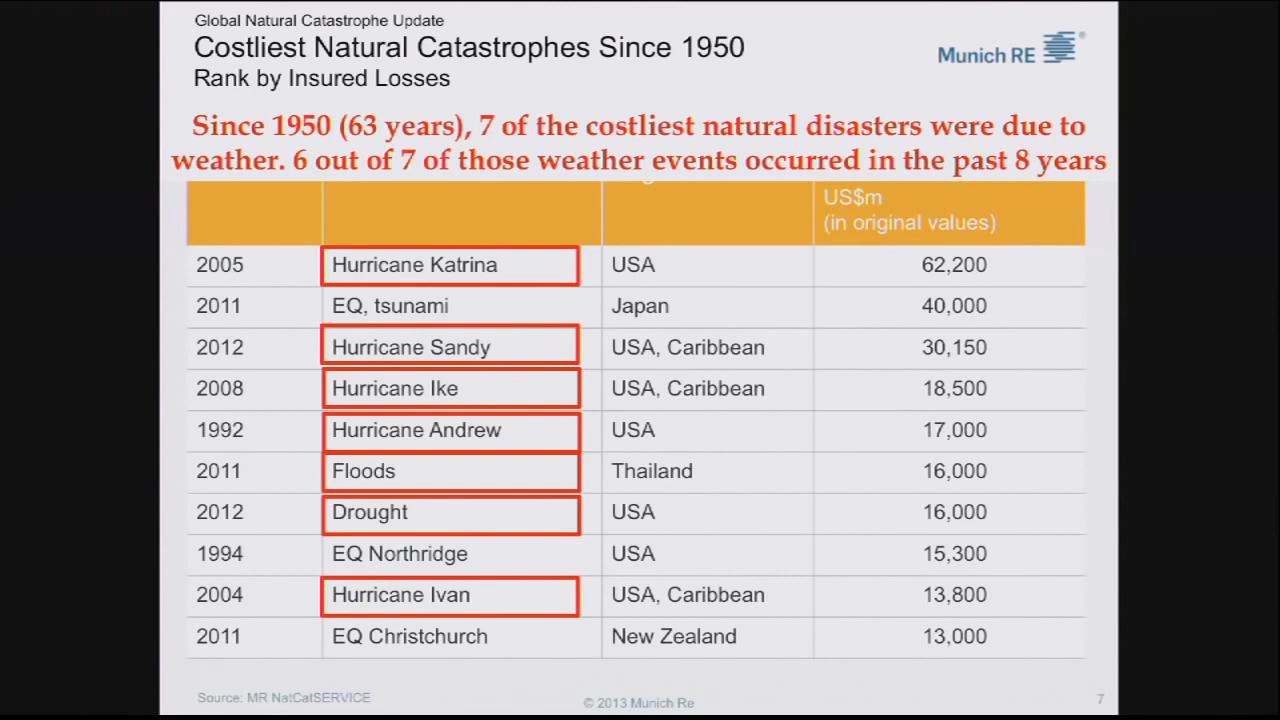 Global Natural Catastrophe Update
Costliest Natural Catastrophes Since 1950
Rank by Insured Losses
Munich RE
Since 1950 (63 years), 7 of the costliest natural disasters were due to
weather. 6 out of 7 of those weather events occurred in the past 8 years
US$m
(in original values)
2005 Hurricane Katrina USA 62,200
2011 EQ, tsunami Japan 40,000
2012 Hurricane Sandy USA, Caribbean 30,150
2008 Hurricane Ike USA, Caribbean 18,500
1992 Hurricane Andrew USA 17,000
2011 Floods Thailand 16,000
2012 Drought USA 16,000
1994 EQ Northridge USA 15,300
2004 Hurricane Ivan USA, Caribbean 13,800
2011 EQ Christchurch New Zealand 13,000
Source: MR NatCatSERVICE © 2013 Munich Re 7